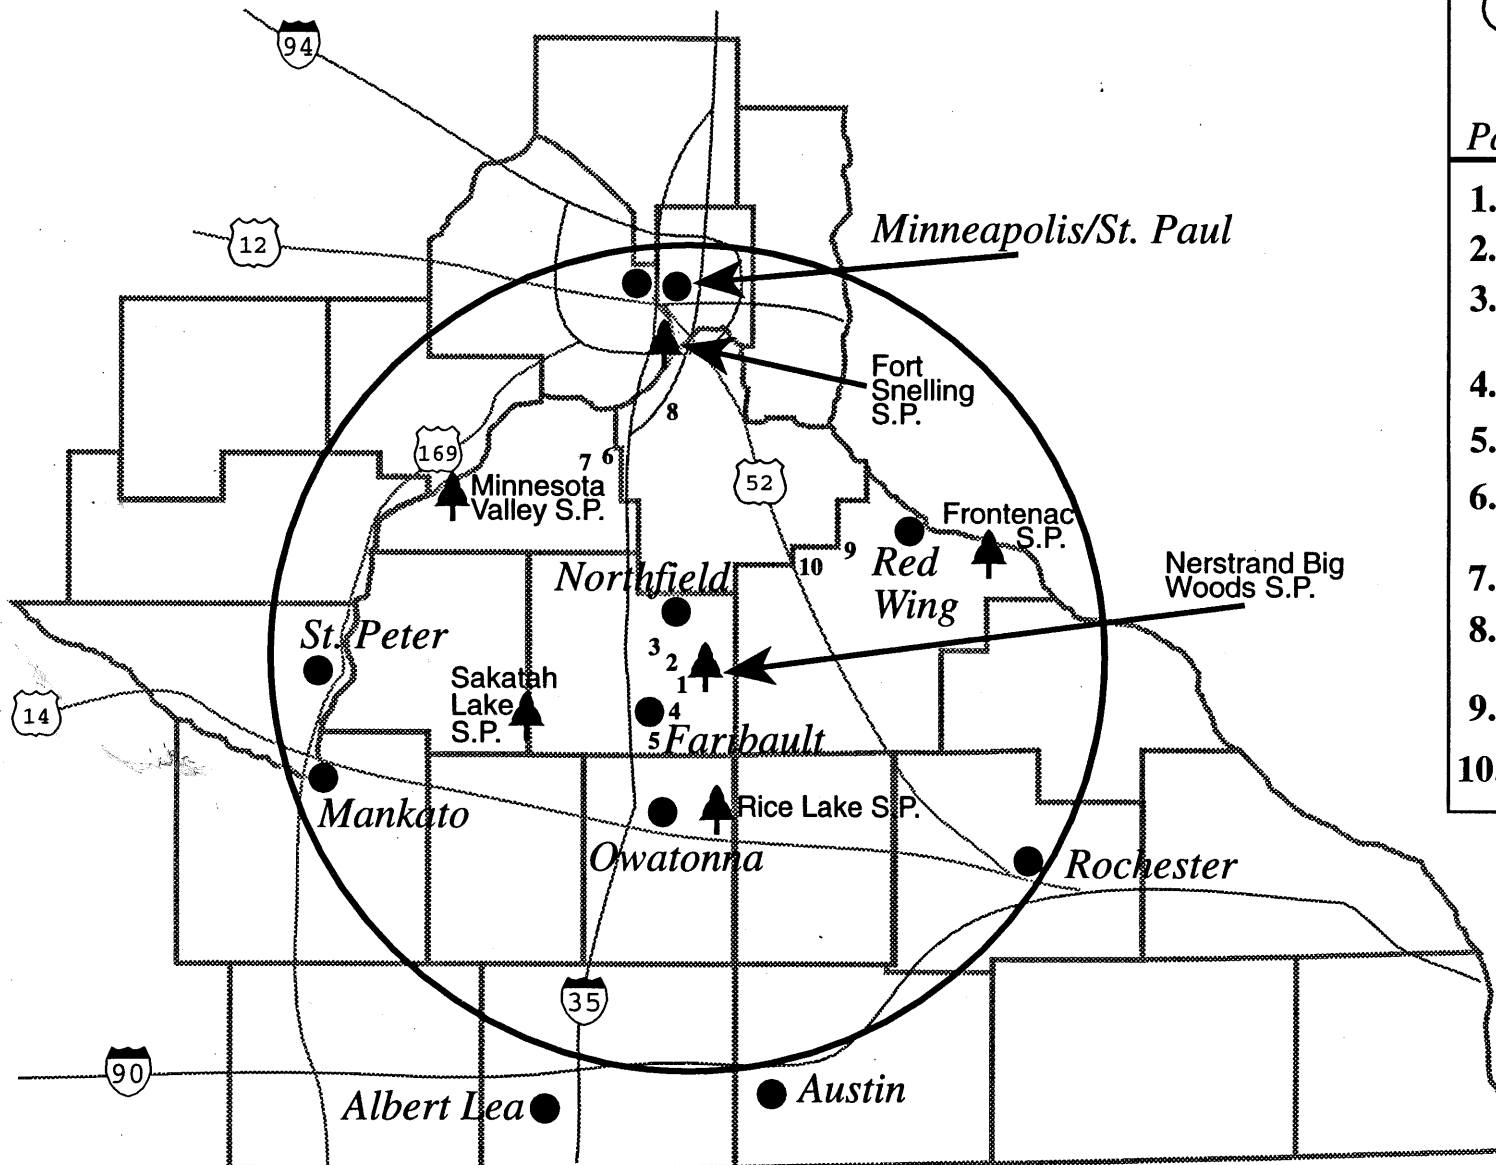 94
Pa
1.
2.
3.
4.
5.
6.
7.
8.
9.
10.
12
Minneapolis/St. Paul
Fort
Snelling
S.P.
8
169
7
6
52
Minnesota
Valley S.P.
Frontenac
S.P.
9
10
Red
Wing
Nerstrand Big
Woods S.P.
Northfield
St. Peter
3
2
1
Sakatah
Lake
S.P.
4
5
Faribault
14
Mankato
Rice Lake S.P.
Owatonna
Rochester
35
90
Albert Lea
Austin